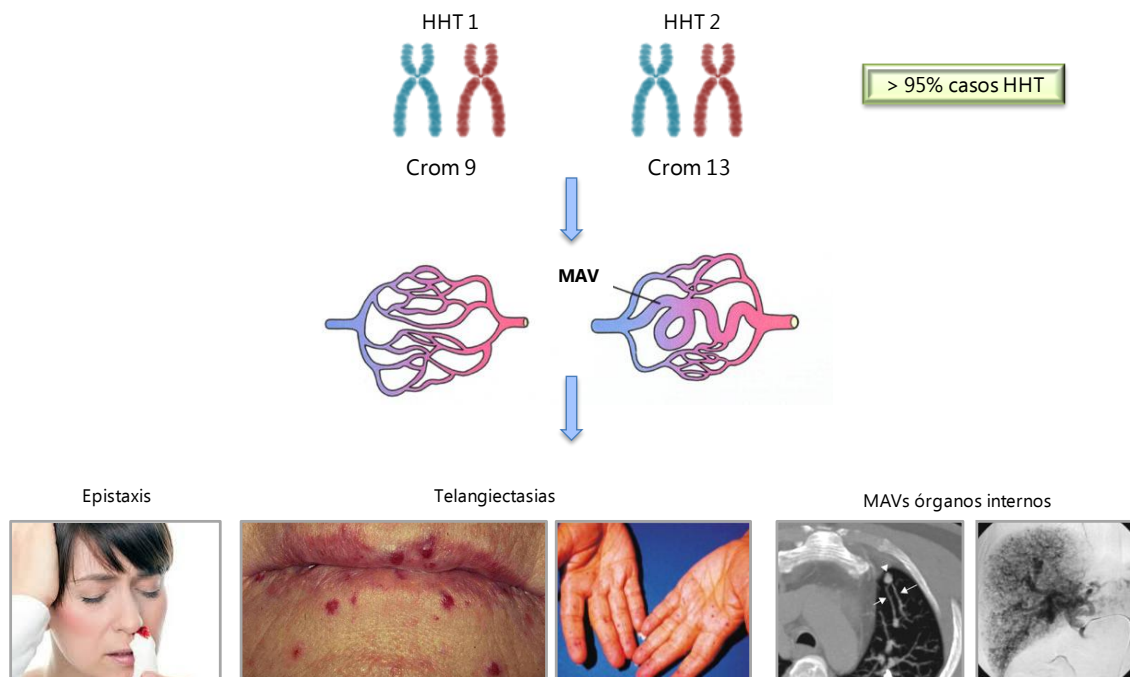 HHT 1
HHT 2
> 95% casos HHT
Crom 9
Crom 13
MAV
Epistaxis
Telangiectasias
MAVs órganos internos